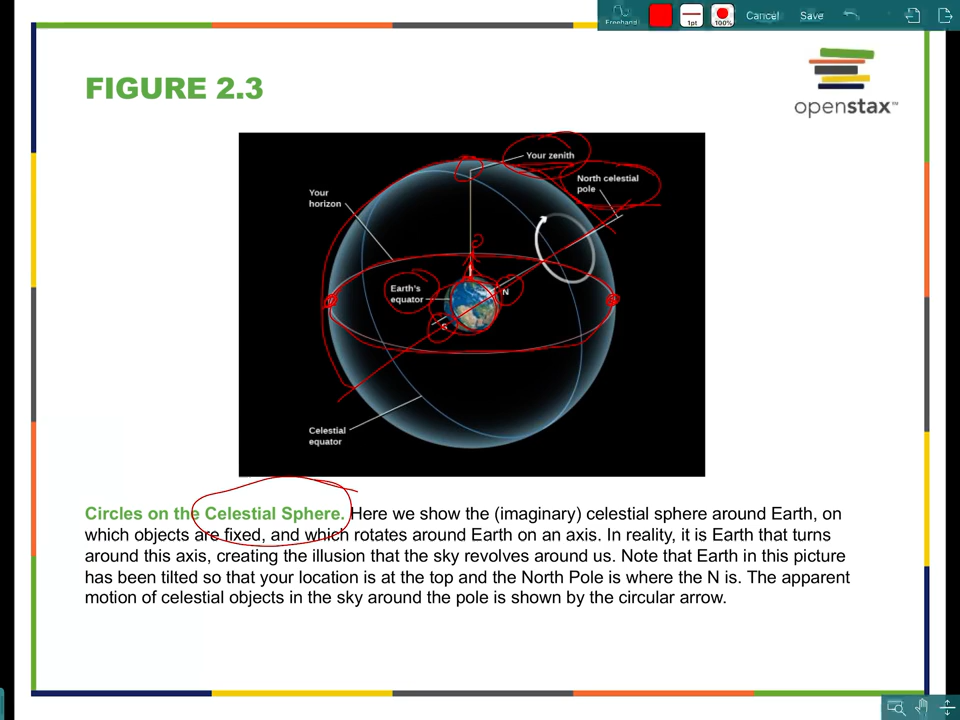 Freehand
1pt
100%
Cancel Save
FIGURE 2.3
openstax™
Your zenith
North celestial
pole
Your
horizon
Earth's
equator
N
S
Celestial
equator
Circles on the Celestial Sphere. Here we show the (imaginary) celestial sphere around Earth, on
which objects are fixed, and which rotates around Earth on an axis. In reality, it is Earth that turns
around this axis, creating the illusion that the sky revolves around us. Note that Earth in this picture
has been tilted so that your location is at the top and the North Pole is where the N is. The apparent
motion of celestial objects in the sky around the pole is shown by the circular arrow.